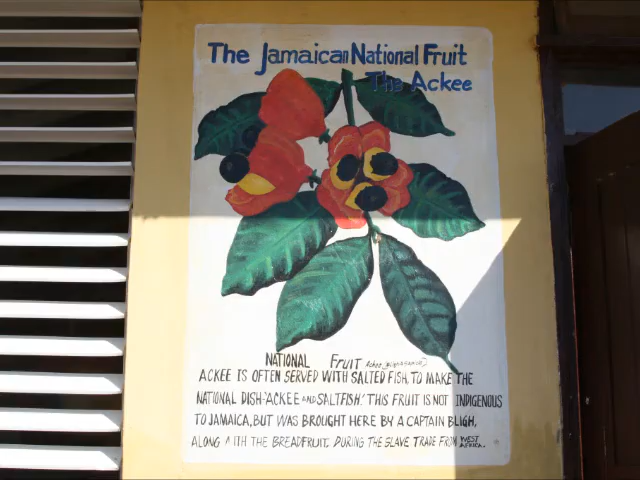 The Jamaican National Fruit
The Ackee
NATIONAL FRUIT
ACKEE IS OFTEN SERVED WITH SALTED FISH, TO MAKE THE
NATIONAL DISH-'ACKEE AND SALTFISH.' THIS FRUIT IS NOT INDIGENOUS
TO JAMAICA, BUT WAS BROUGHT HERE BY A CAPTAIN BLIGH,
ALONG WITH THE BREADFRUIT, DURING THE SLAVE TRADE FROM WEST AFRICA.